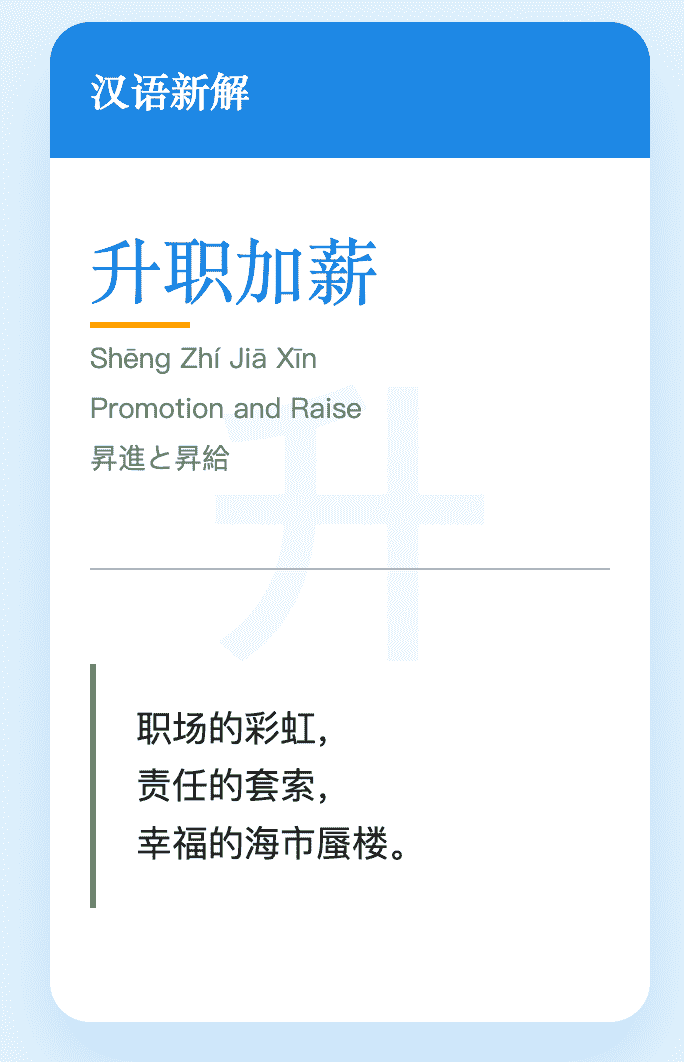 汉语新解
升职加薪
Shēng Zhí Jiā Xīn
Promotion and Raise
昇進と昇給
升
职场的彩虹，
责任的套索，
幸福的海市蜃楼。